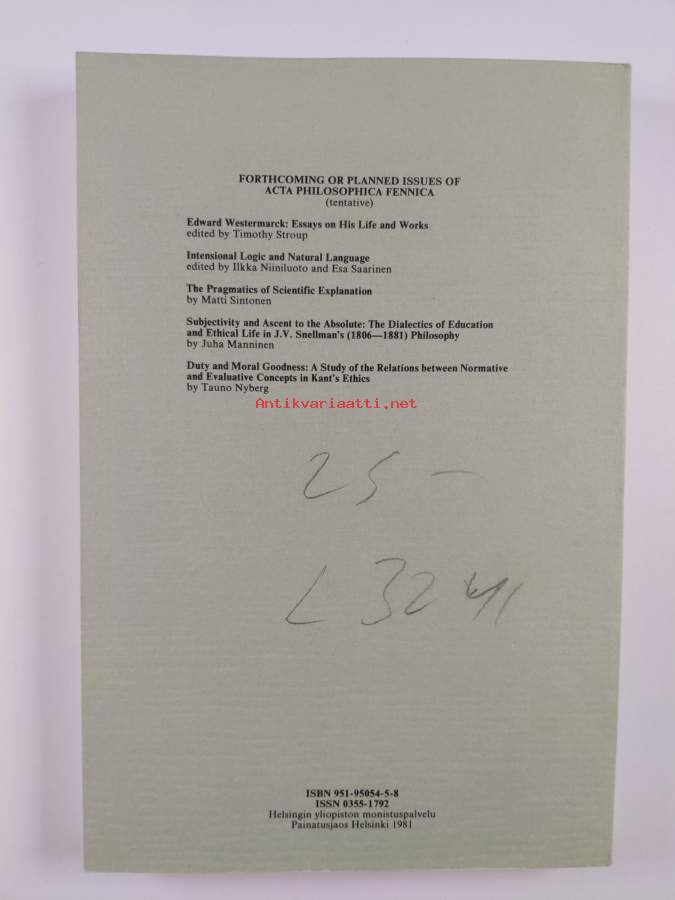 FORTHCOMING OR PLANNED ISSUES OF
ACTA PHILOSOPHICA FENNICA
(tentative)
Edward Westermarck: Essays on His Life and Works
edited by Timothy Stroup
Intensional Logic and Natural Language
edited by Ilkka Niiniluoto and Esa Saarinen
The Pragmatics of Scientific Explanation
by Matti Sintonen
Subjectivity and Ascent to the Absolute: The Dialectics of Education
and Ethical Life in J.V. Snellman's (1806—1881) Philosophy
by Juha Manninen
Duty and Moral Goodness: A Study of the Relations between Normative
and Evaluative Concepts in Kant's Ethics
by Tauno Nyberg
Antikvariaatti.net
25 —
L 32
ISBN 951-95054-5-8
ISSN 0355-1792
Helsingin yliopiston monistuspalvelu
Painatusjaos Helsinki 1981